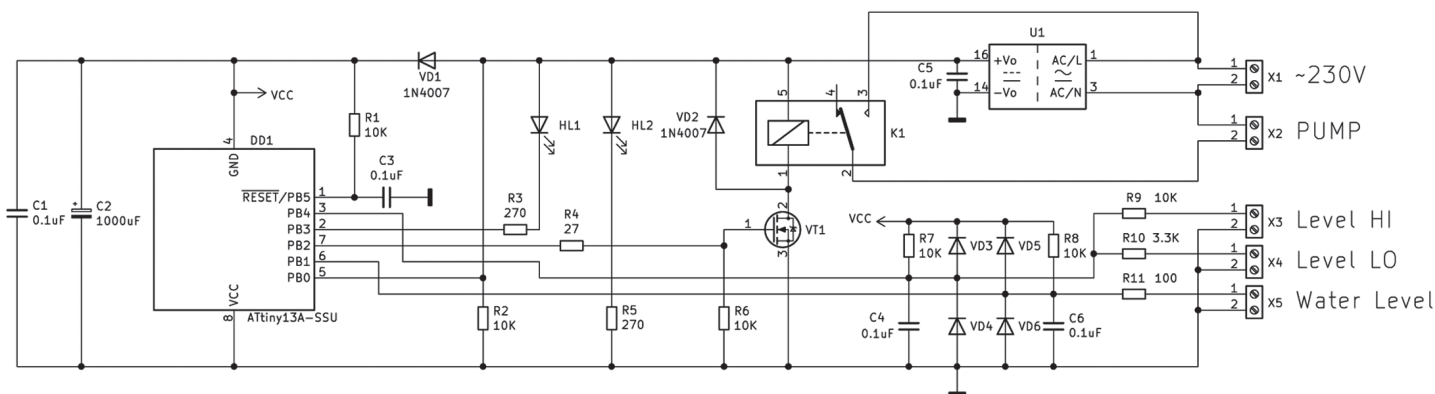 U1
16 +Vo AC/L 1
14 -Vo AC/N 3
C5
0.1uF
1
2
X1 ~230V
VD1
1N4007
VCC
5 4 3
R1
10K
HL1
HL2
VD2
1N4007
K1
1
2
X2 PUMP
4
DD1
GND
C3
0.1uF
1 2
RESET/PB5 1
PB4 3
PB3 2
PB2 7
PB1 6
PB0 5
VCC
8
ATtiny13A-SSU
C1
0.1uF
C2
1000uF
+
R3
270
R4
27
1
2
3
VT1
VCC
R7
10K
VD3
VD5
R8
10K
R9 10K
1
2
X3 Level HI
R10 3.3K
1
2
X4 Level LO
R11 100
1
2
X5 Water Level
R2
10K
R5
270
R6
10K
C4
0.1uF
VD4
VD6
C6
0.1uF